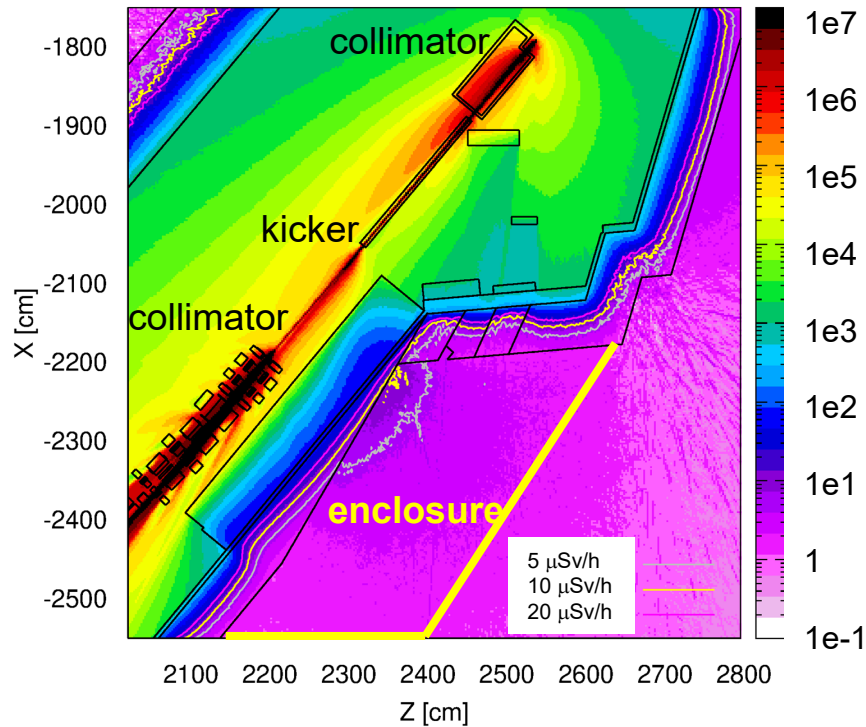 collimator
kicker
collimator
enclosure
5 μSv/h
10 μSv/h
20 μSv/h
X [cm]
-1800
-1900
-2000
-2100
-2200
-2300
-2400
-2500
2100 2200 2300 2400 2500 2600 2700 2800
Z [cm]
1e7
1e6
1e5
1e4
1e3
1e2
1e1
1
1e-1